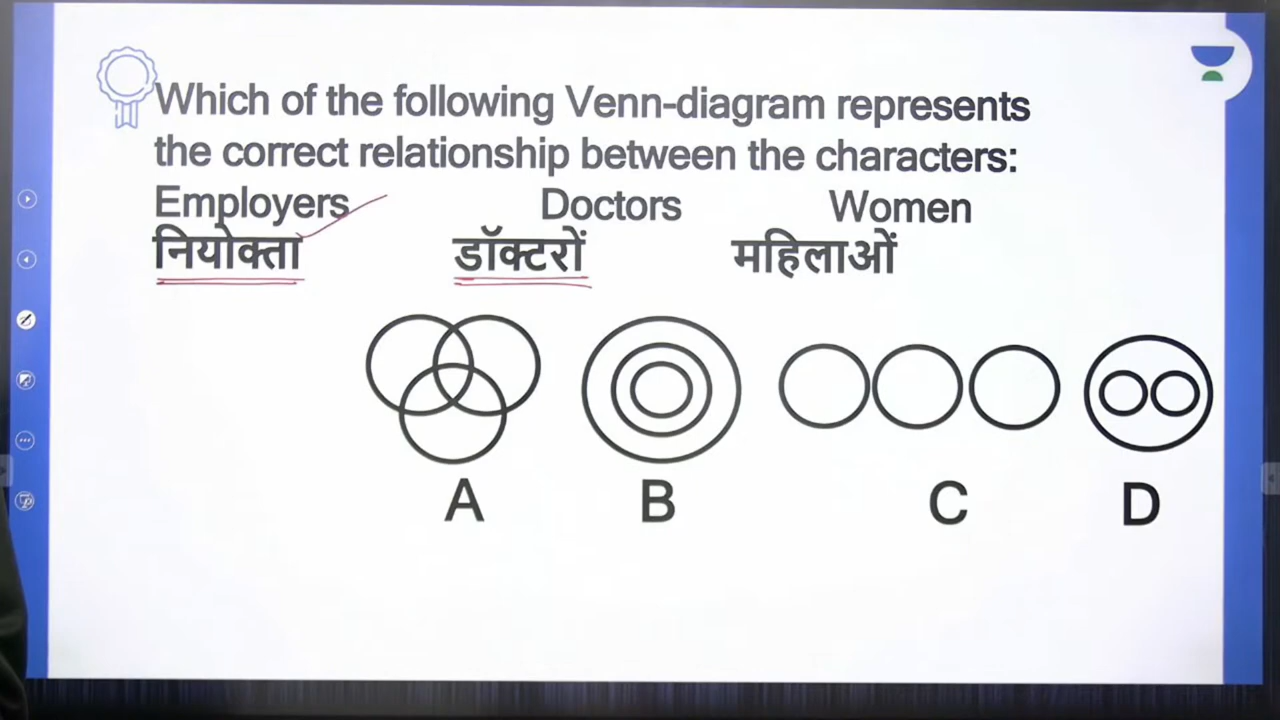 Which of the following Venn-diagram represents
the correct relationship between the characters:
Employers Doctors Women
नियोक्ता डॉक्टरों महिलाओं
A B C D